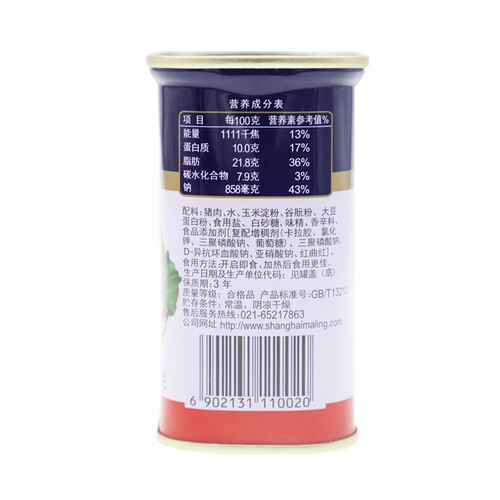 营养成分表
项目 每100克 营养素参考值%
能量 1111千焦 13%
蛋白质 10.0克 17%
脂肪 21.8克 36%
碳水化合物 7.9克 3%
钠 858毫克 43%
配料：猪肉、水、玉米淀粉、谷朊粉、大豆
蛋白粉、食用盐、白砂糖、味精、香辛料、
食品添加剂[复配增稠剂(卡拉胶、氯化
钾、三聚磷酸钠、葡萄糖)、三聚磷酸钠、
D-异抗坏血酸钠、亚硝酸钠、红曲红]。
食用方法：开启即食、加热后食用更佳。
生产日期及生产单位代码：见罐盖（底）
保质期：3年
质量等级：合格品 产品标准号:GB/T13213
贮存条件：常温、阴凉干燥
售后服务热线:021-65217863
公司网址:http://www.shanghaimaling.com
6 902131 110020